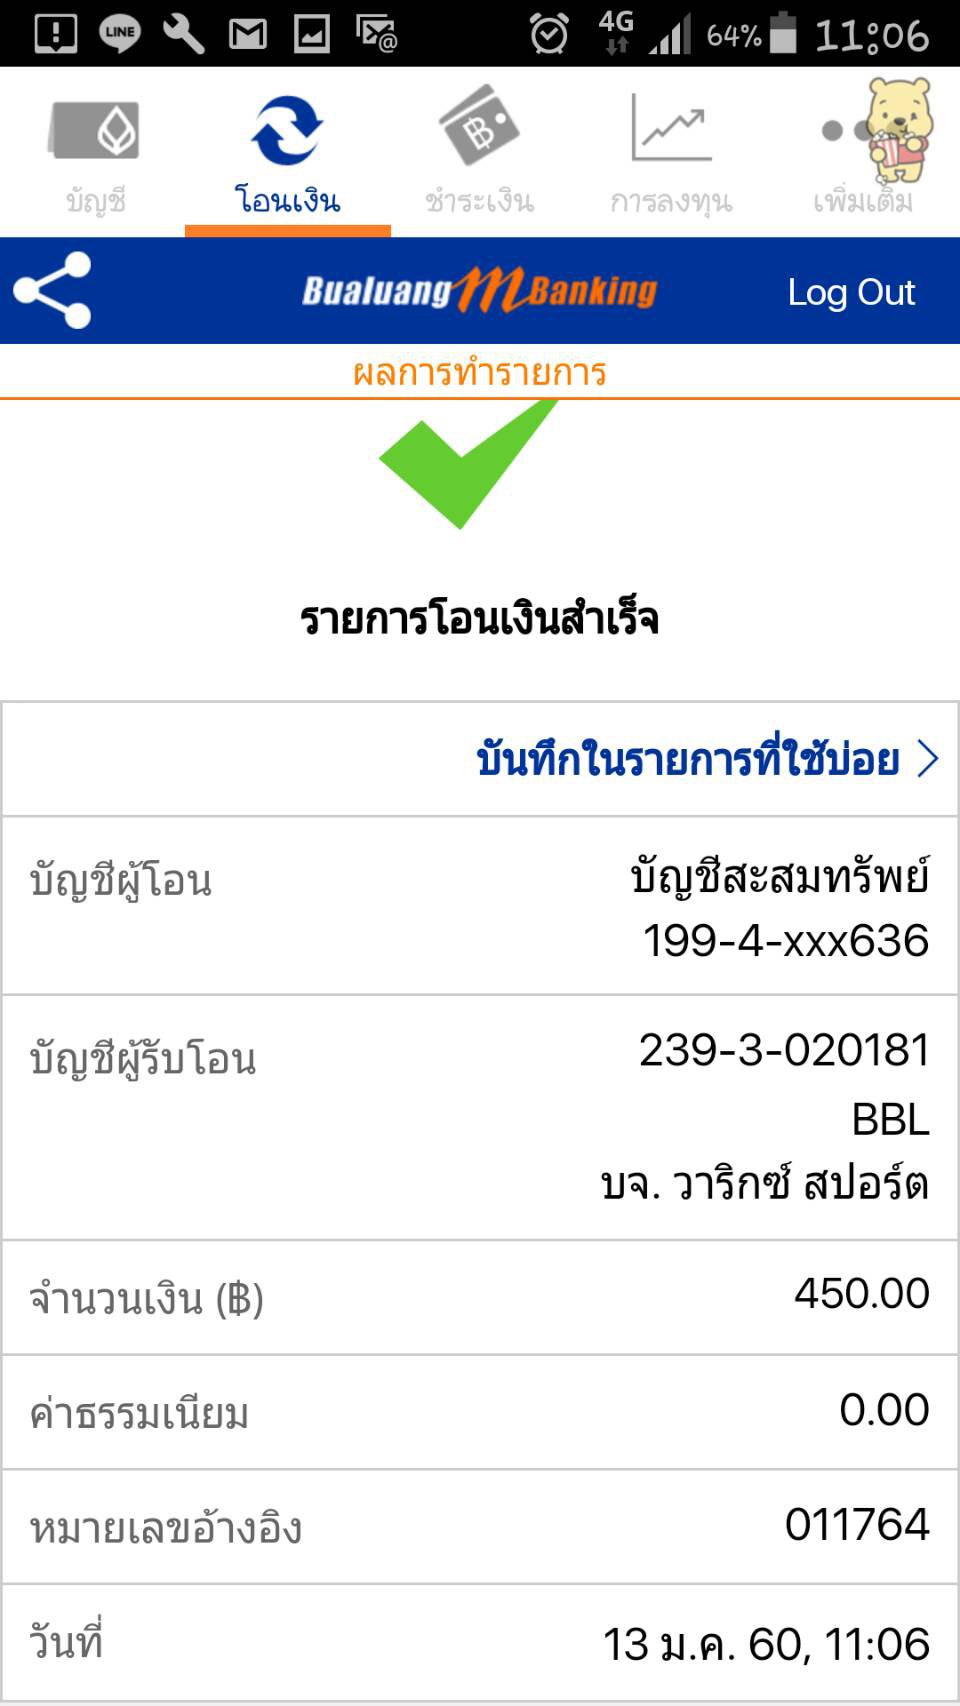 LINE
4G
64%
11:06
บัญชี
โอนเงิน
ชำระเงิน
การลงทุน
เพิ่มเติม
Bualuang mBanking
Log Out
ผลการทำรายการ
รายการโอนเงินสำเร็จ
บันทึกในรายการที่ใช้บ่อย
บัญชีผู้โอน
บัญชีสะสมทรัพย์
199-4-xxx636
บัญชีผู้รับโอน
239-3-020181
BBL
บจ. วาริกซ์ สปอร์ต
จำนวนเงิน (฿)
450.00
ค่าธรรมเนียม
0.00
หมายเลขอ้างอิง
011764
วันที่
13 ม.ค. 60, 11:06